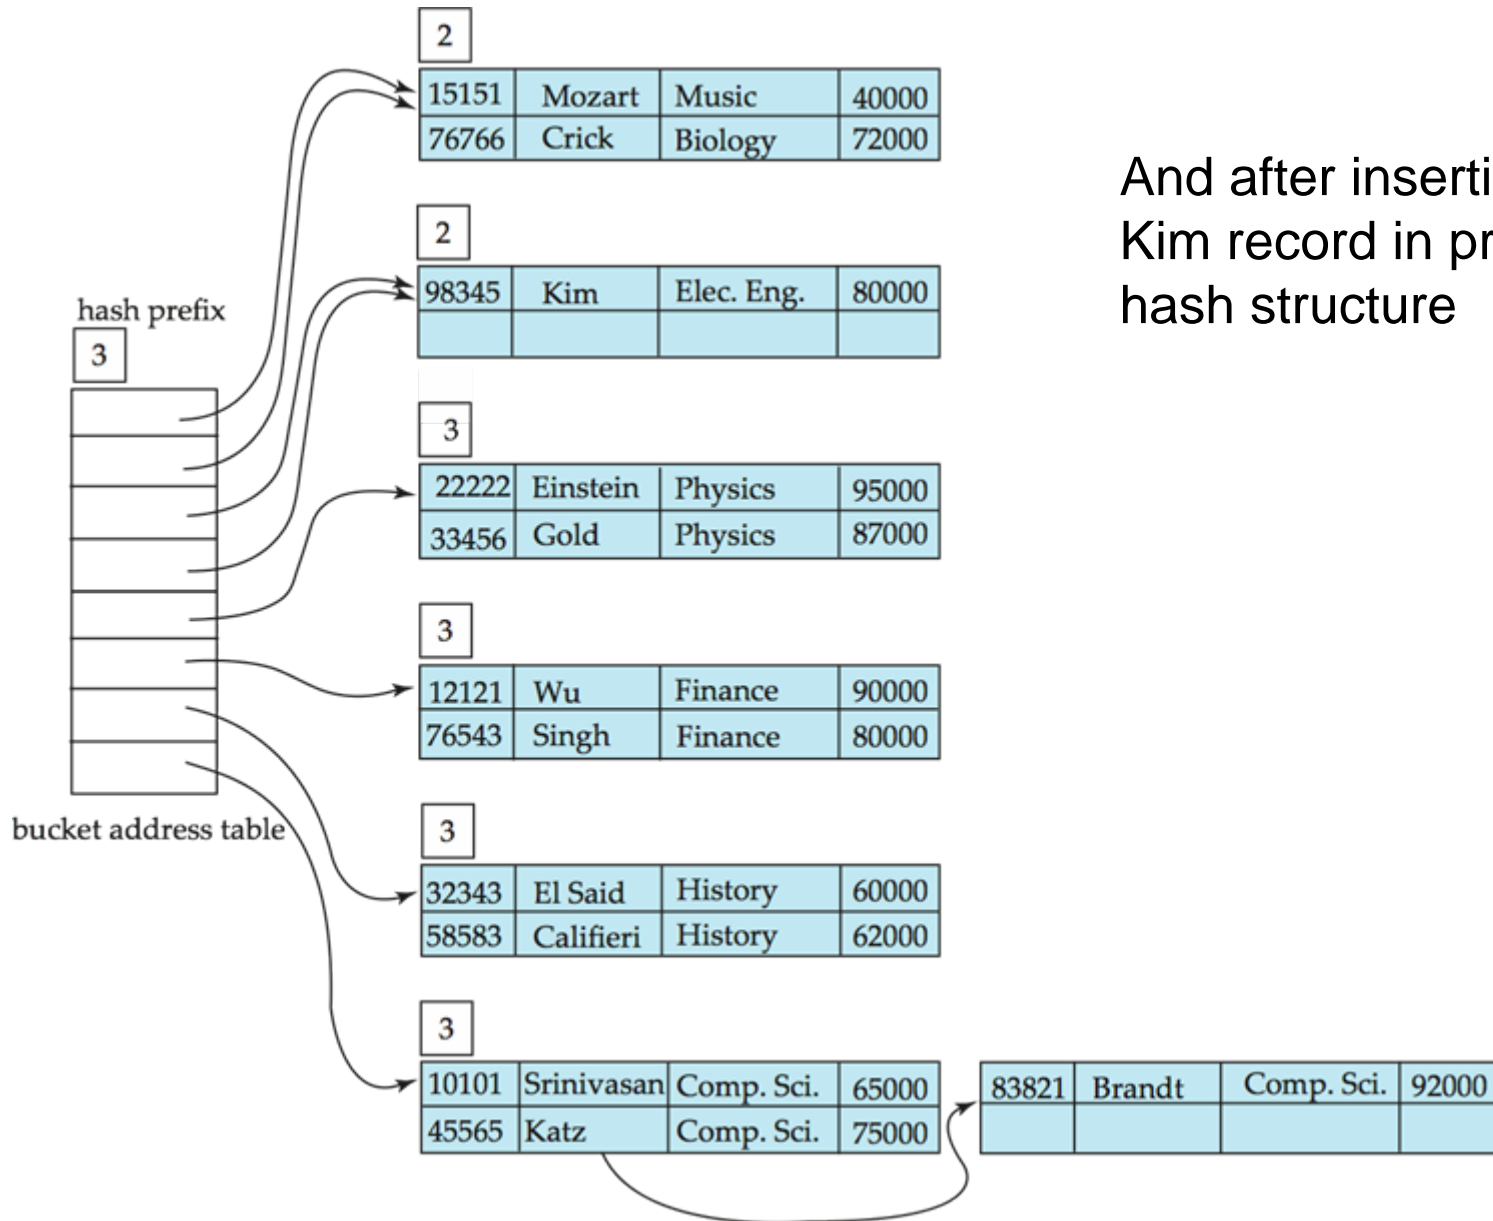 2
15151 Mozart Music 40000
76766 Crick Biology 72000
And after inserti
Kim record in pr
hash structure
2
98345 Kim Elec. Eng. 80000
hash prefix
3
3
22222 Einstein Physics 95000
33456 Gold Physics 87000
3
12121 Wu Finance 90000
76543 Singh Finance 80000
bucket address table
3
32343 El Said History 60000
58583 Califieri History 62000
3
10101 Srinivasan Comp. Sci. 65000
45565 Katz Comp. Sci. 75000
83821 Brandt Comp. Sci. 92000